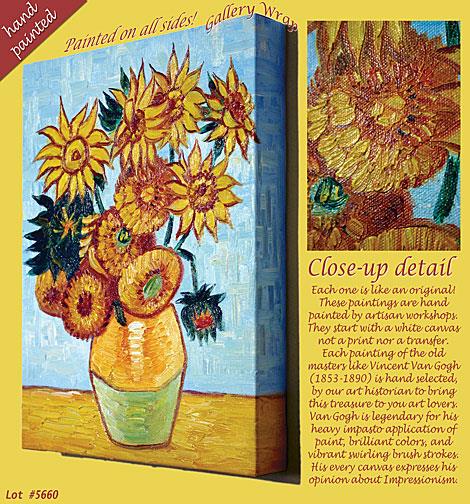 hand
painted
Painted on all sides!
Gallery Wrap
Close-up detail
Each one is like an original!
These paintings are hand
painted by artisan workshops.
They start with a white canvas
not a print nor a transfer.
Each painting of the old
masters like Vincent Van Gogh
(1853-1890) is hand selected,
by our art historian to bring
this treasure to you art lovers.
Van Gogh is legendary for his
heavy impasto application of
paint, brilliant colors, and
vibrant swirling brush strokes.
His every canvas expresses his
opinion about Impressionism.
Lot #5660